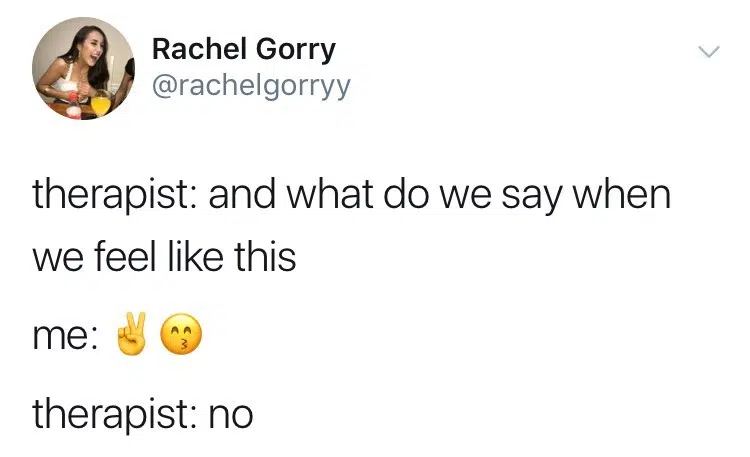 Rachel Gorry
@rachelgorryy
therapist: and what do we say when
we feel like this
me: ✌️😙
therapist: no